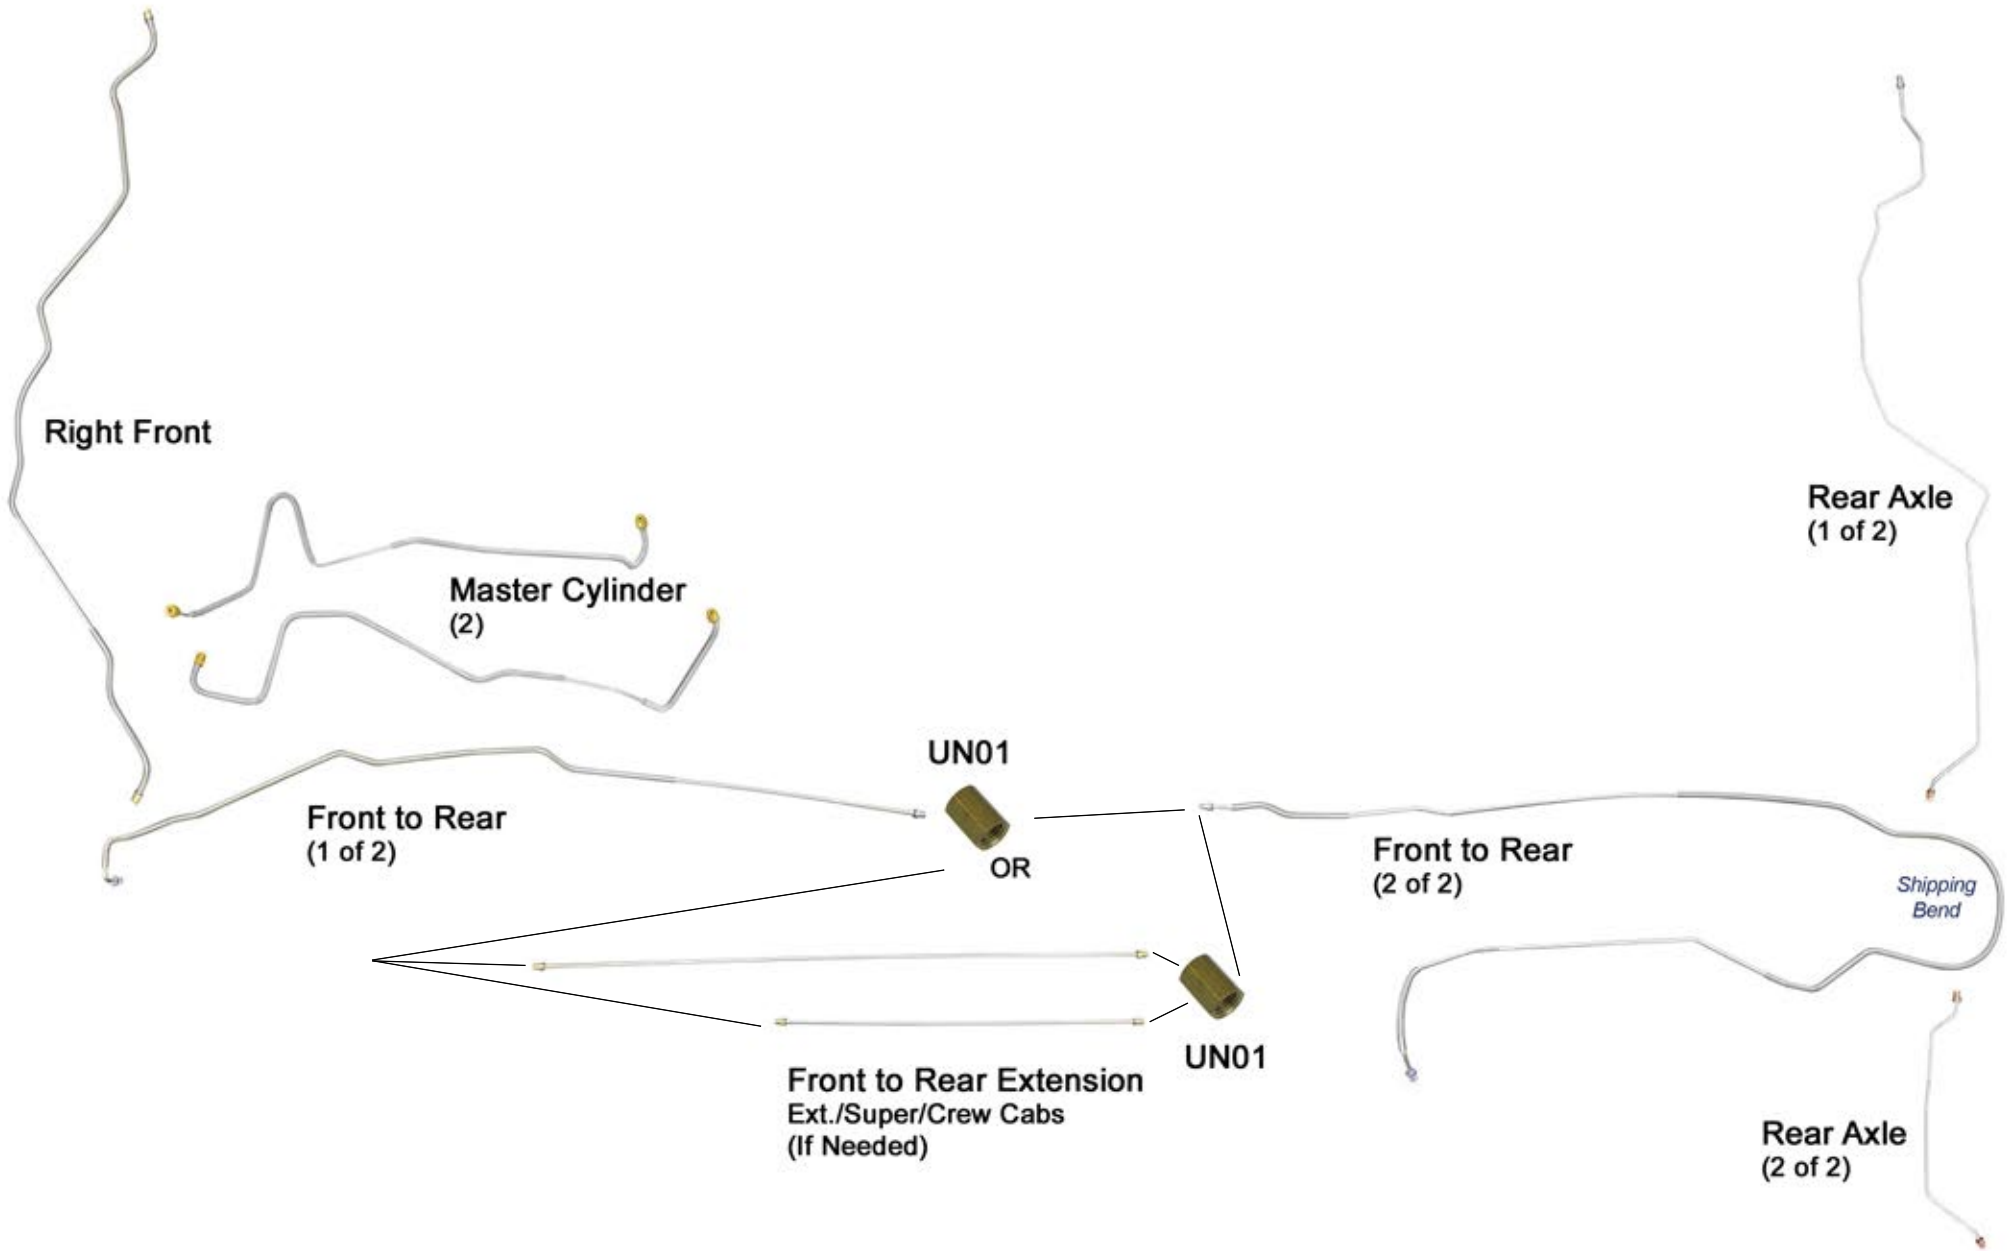 Right Front
Master Cylinder
(2)
Front to Rear
(1 of 2)
UN01
OR
Front to Rear
(2 of 2)
Shipping
Bend
Rear Axle
(1 of 2)
UN01
Front to Rear Extension
Ext./Super/Crew Cabs
(If Needed)
Rear Axle
(2 of 2)